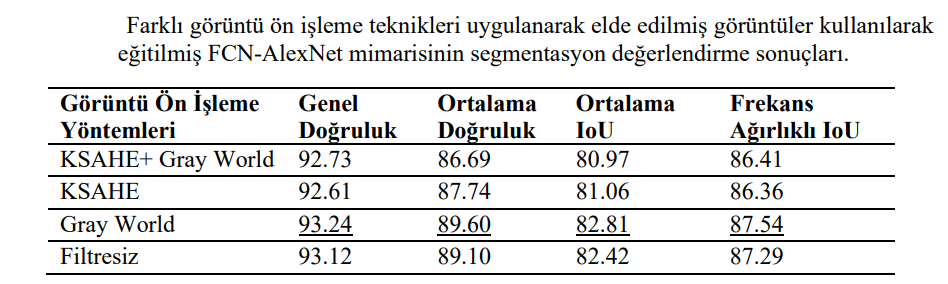 Farklı görüntü ön işleme teknikleri uygulanarak elde edilmiş görüntüler kullanılarak
eğitilmiş FCN-AlexNet mimarisinin segmentasyon değerlendirme sonuçları.
Görüntü Ön İşleme Yöntemleri Genel Doğruluk Ortalama Doğruluk Ortalama IoU Frekans Ağırlıklı IoU
KSAHE+ Gray World 92.73 86.69 80.97 86.41
KSAHE 92.61 87.74 81.06 86.36
Gray World 93.24 89.60 82.81 87.54
Filtresiz 93.12 89.10 82.42 87.29